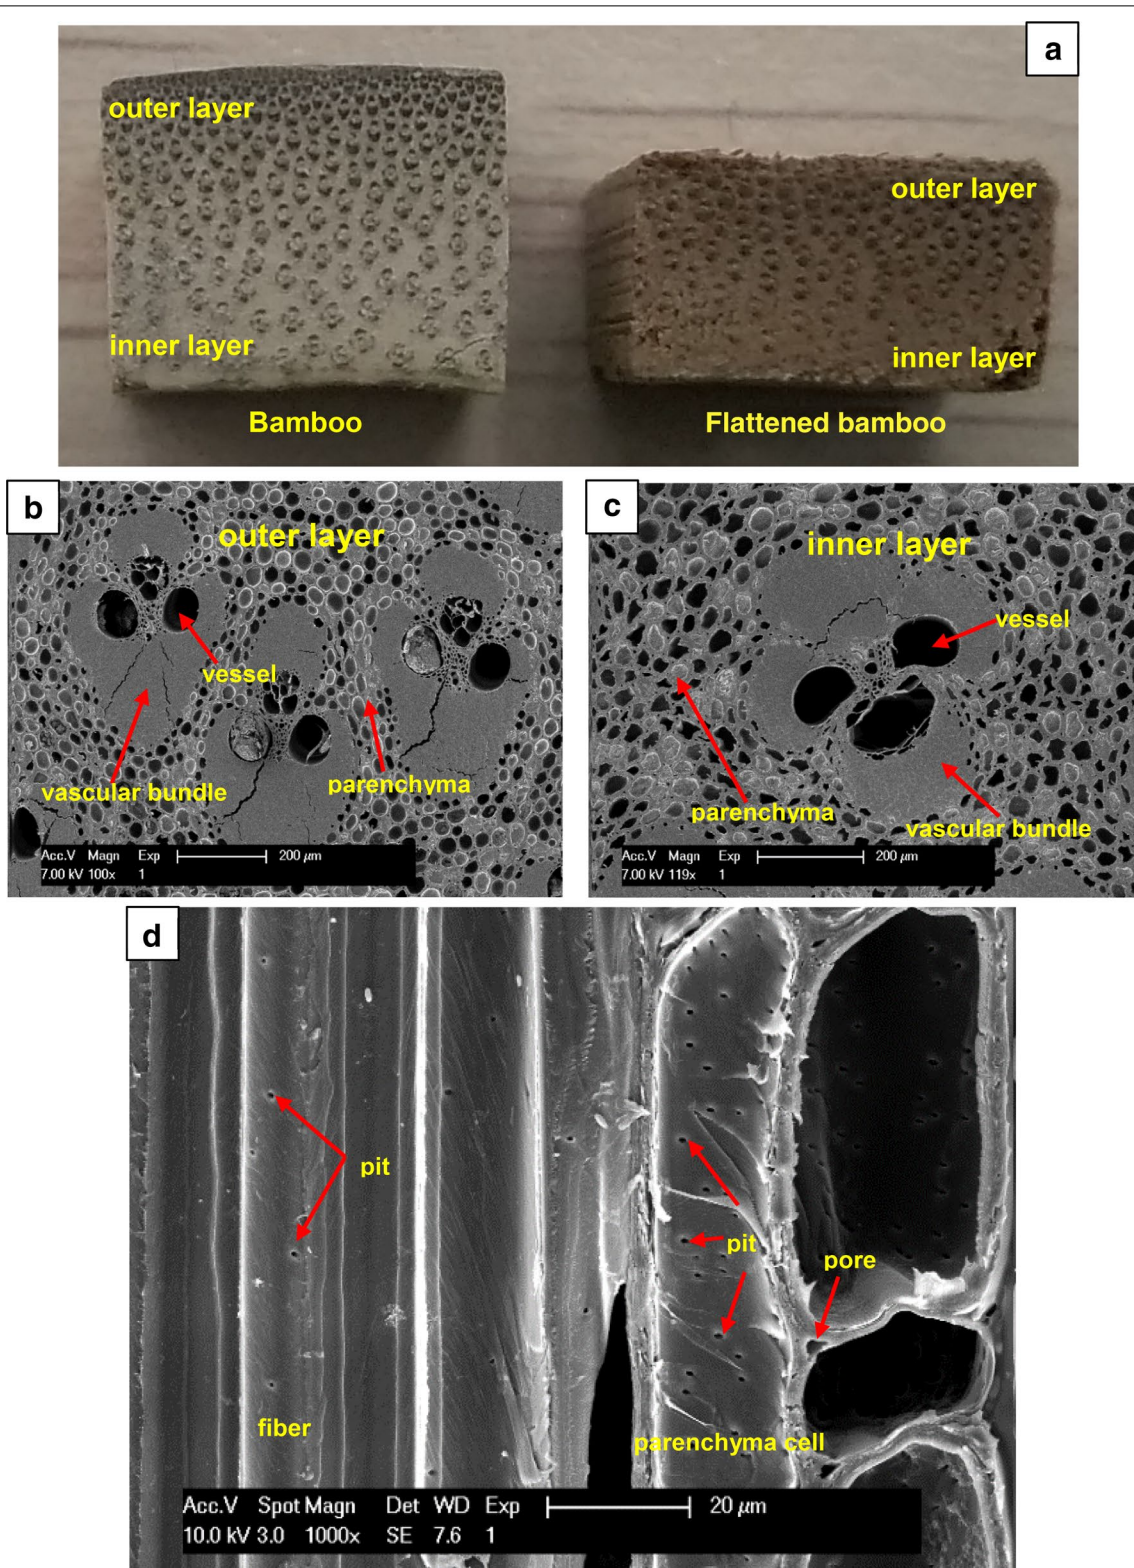 a
outer layer
outer layer
inner layer
inner layer
Bamboo
Flattened bamboo
b
outer layer
vessel
vascular bundle
parenchyma
Acc.V Magn Exp 200 μm
7.00 kV 100x 1
c
inner layer
vessel
parenchyma
vascular bundle
Acc.V Magn Exp 200 μm
7.00 kV 119x 1
d
pit
pit
pore
fiber
parenchyma cell
Acc.V Spot Magn Det WD Exp 20 μm
10.0 kV 3.0 1000x SE 7.6 1